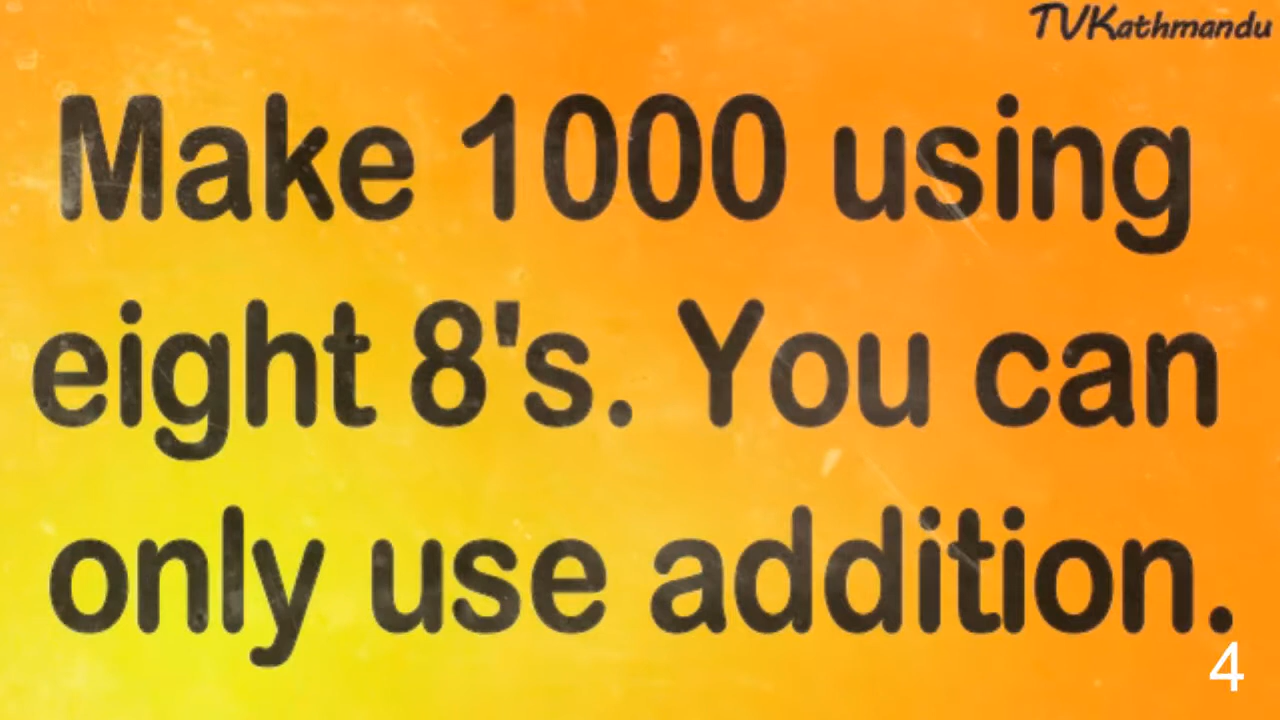 TVKathmandu
Make 1000 using
eight 8's. You can
only use addition.
4